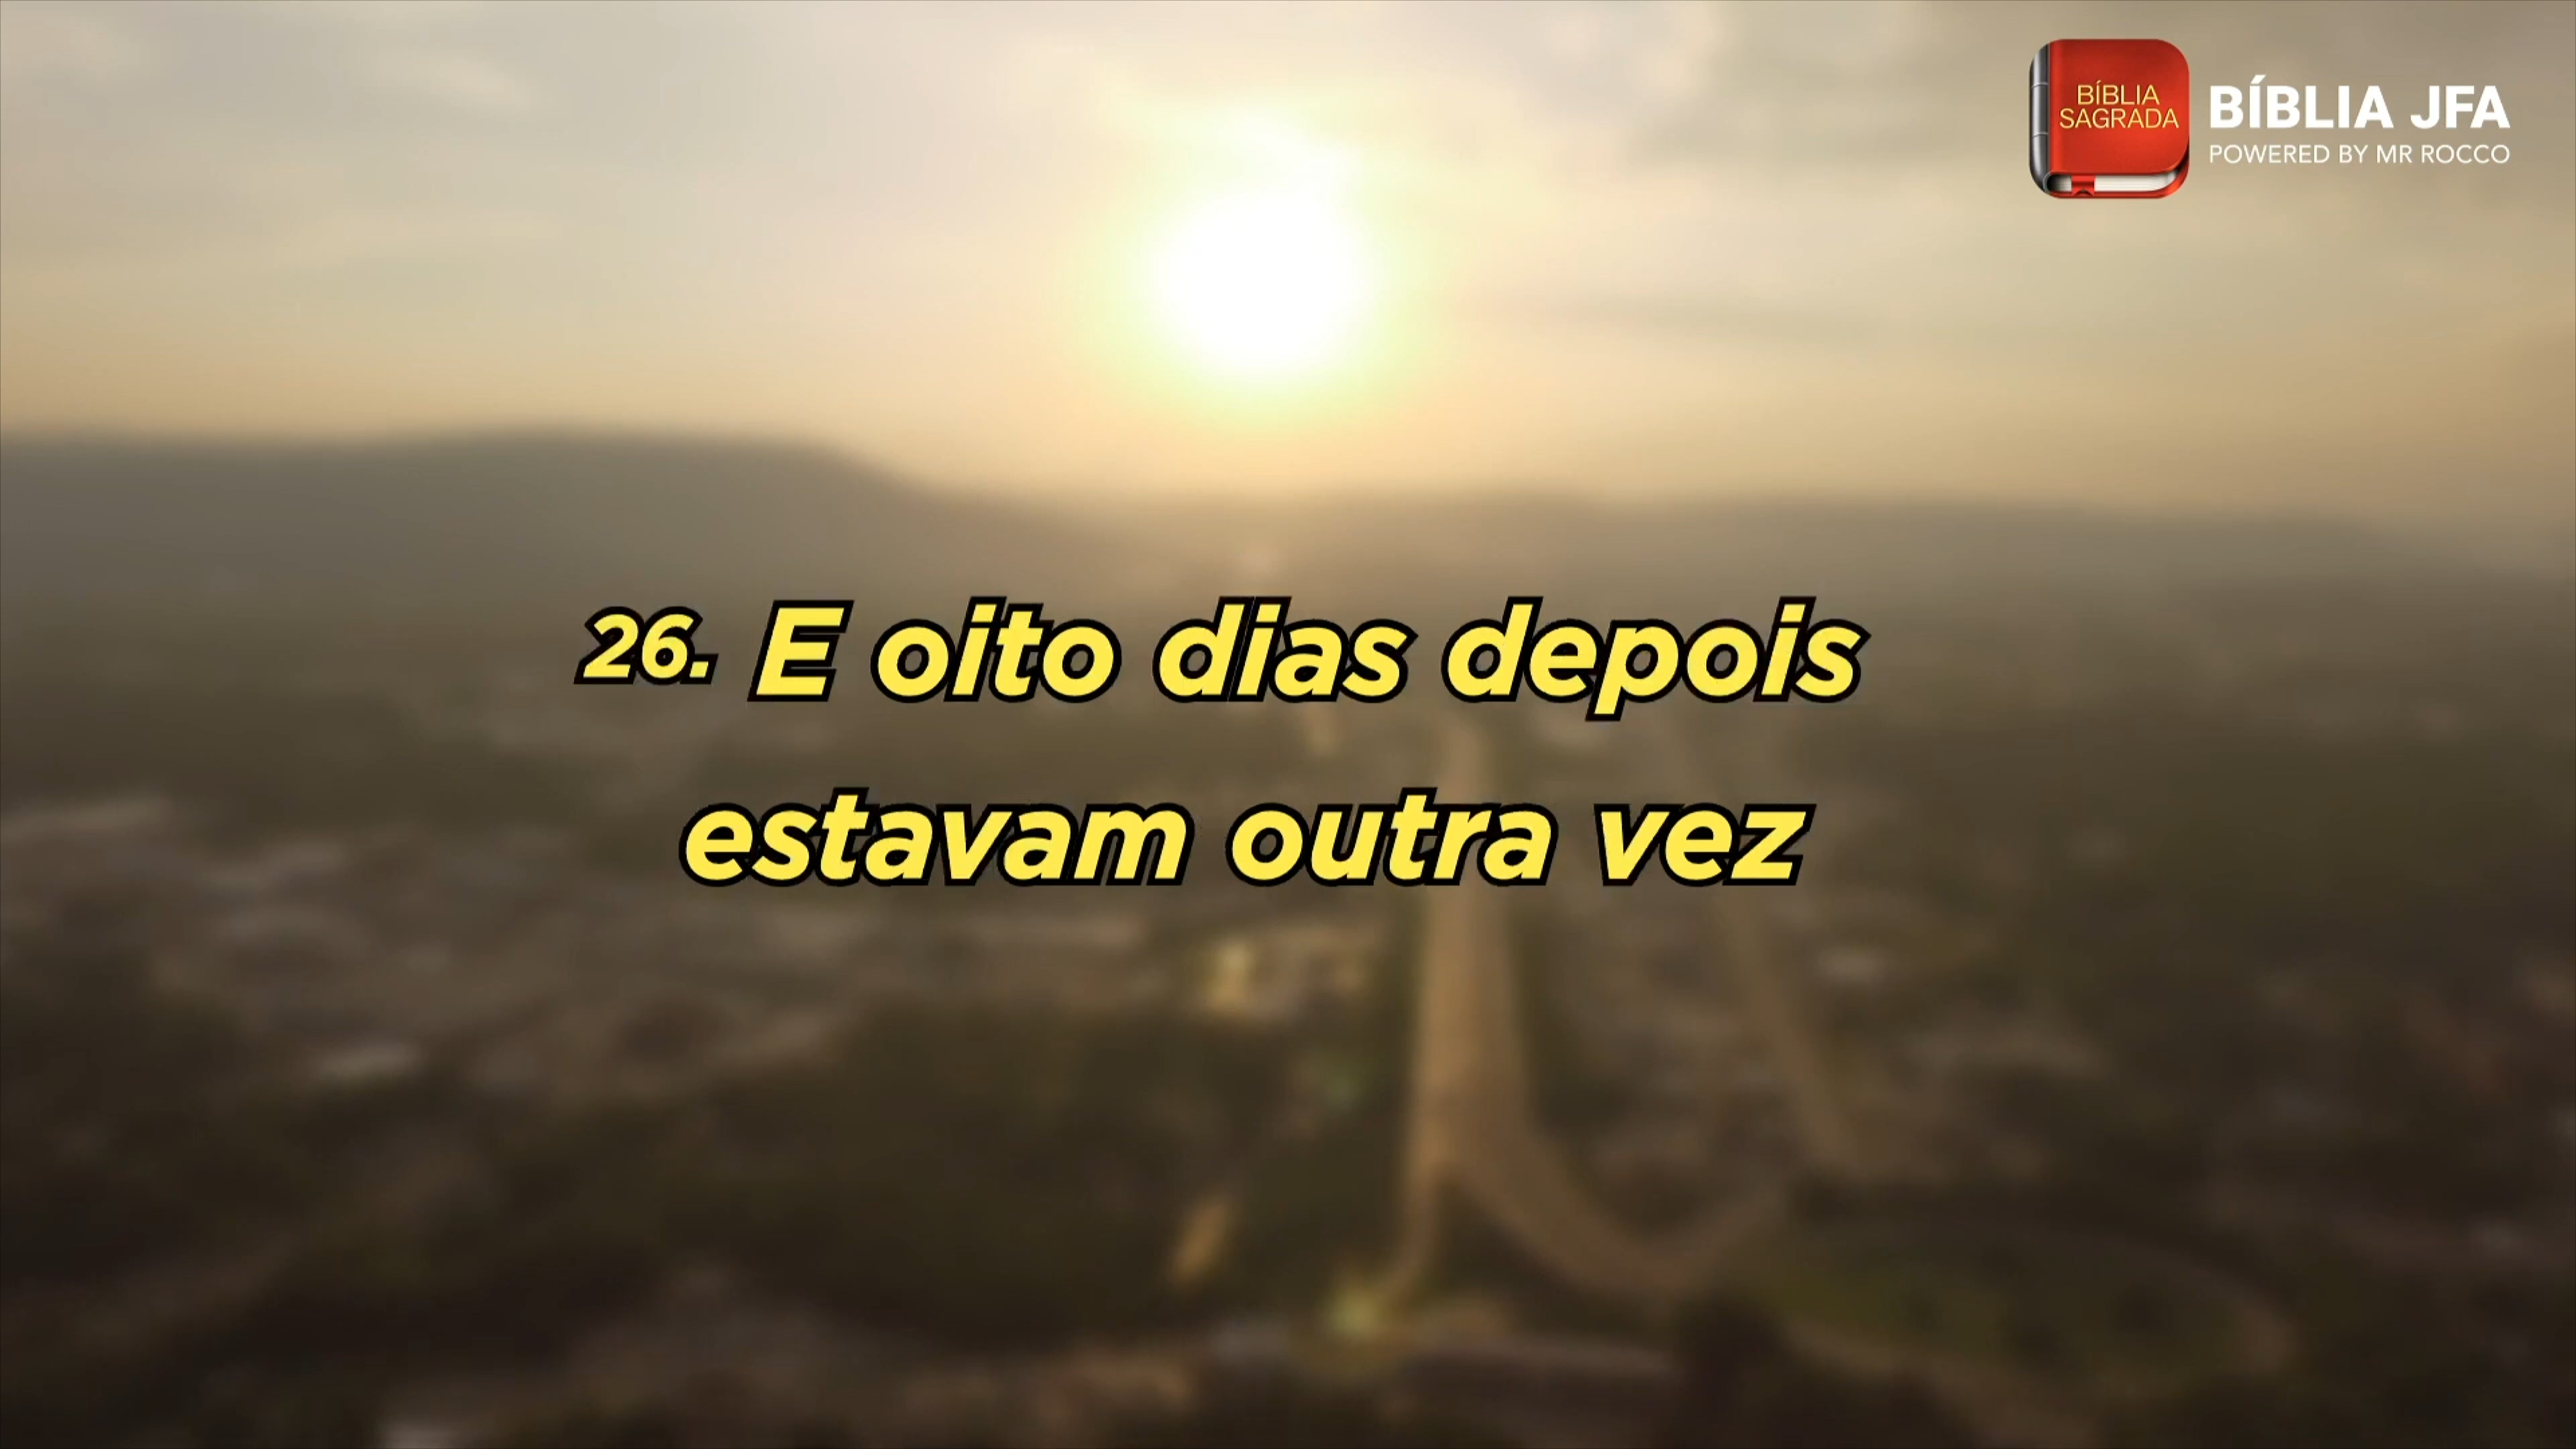 BÍBLIA
SAGRADA
BÍBLIA JFA
POWERED BY MR ROCCO
26. E oito dias depois
estavam outra vez